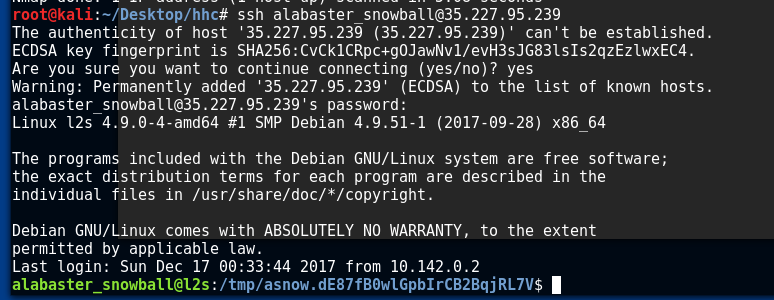 root@kali:~/Desktop/hhc# ssh alabaster_snowball@35.227.95.239
The authenticity of host '35.227.95.239 (35.227.95.239)' can't be established.
ECDSA key fingerprint is SHA256:CvCk1CRpc+gOJawNv1/evH3sJG83lsIs2qzEzlwxEC4.
Are you sure you want to continue connecting (yes/no)? yes
Warning: Permanently added '35.227.95.239' (ECDSA) to the list of known hosts.
alabaster_snowball@35.227.95.239's password:
Linux l2s 4.9.0-4-amd64 #1 SMP Debian 4.9.51-1 (2017-09-28) x86_64
The programs included with the Debian GNU/Linux system are free software;
the exact distribution terms for each program are described in the
individual files in /usr/share/doc/*/copyright.
Debian GNU/Linux comes with ABSOLUTELY NO WARRANTY, to the extent
permitted by applicable law.
Last login: Sun Dec 17 00:33:44 2017 from 10.142.0.2
alabaster_snowball@l2s:/tmp/asnow.dE87fB0wlGpbIrCB2BqjRL7V$